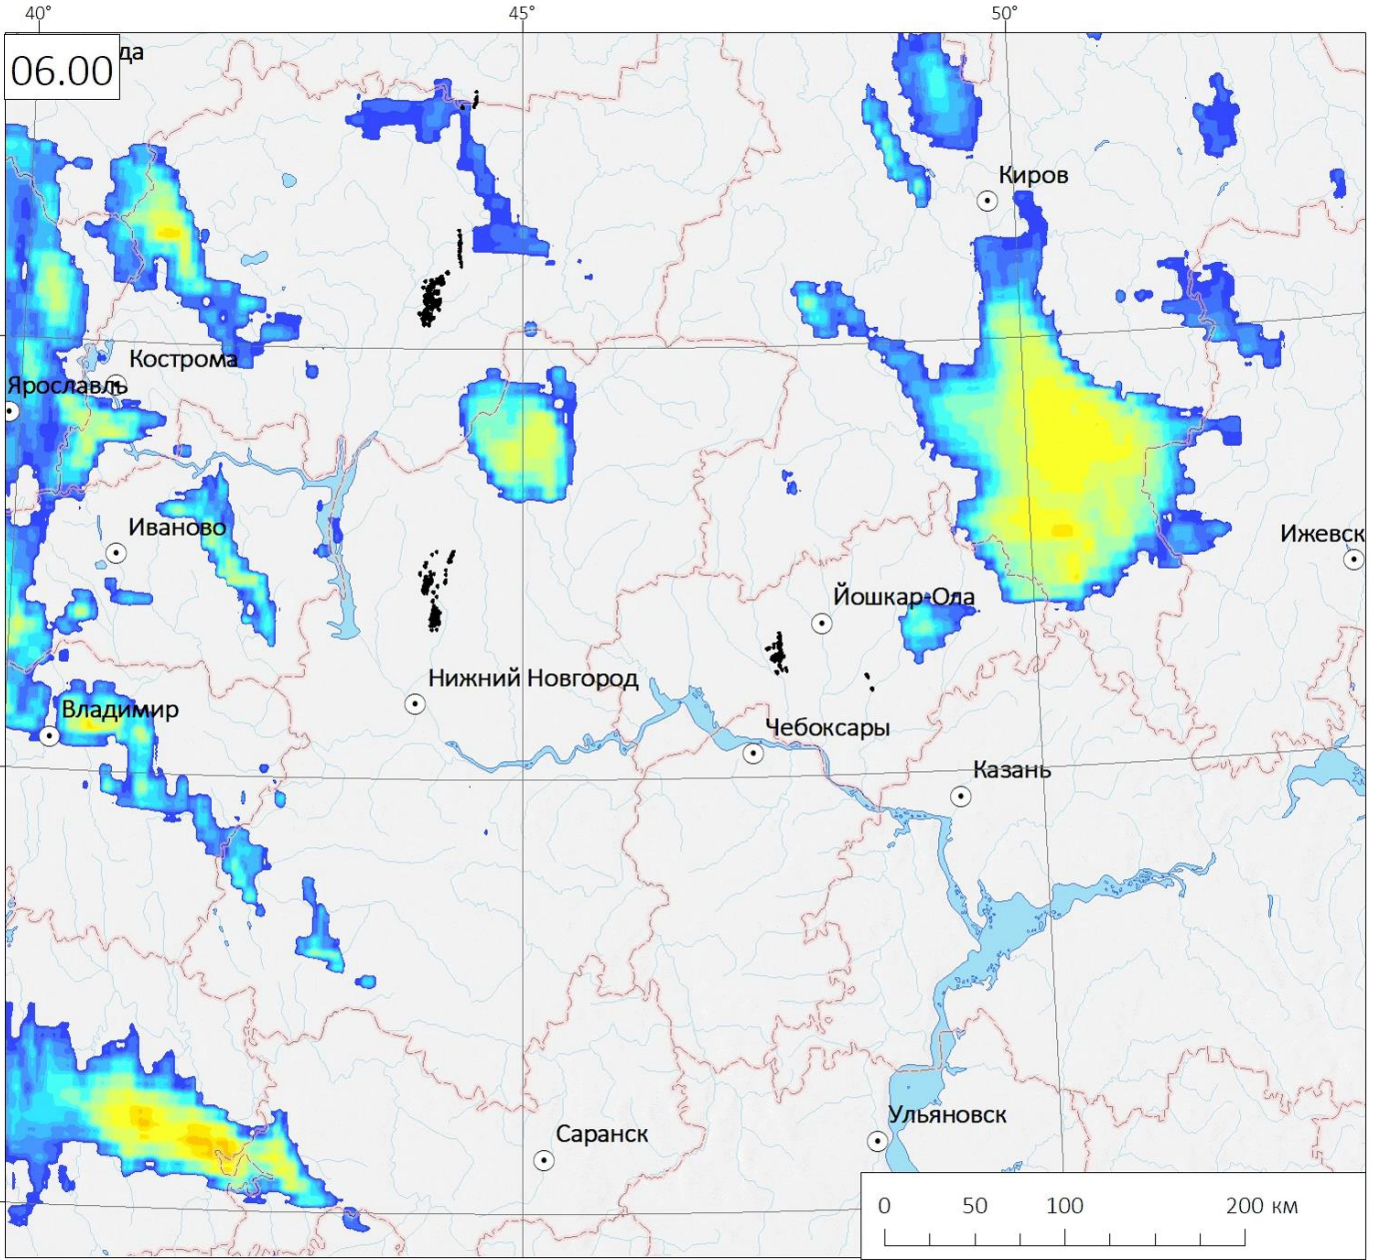 40° 45° 50°
06.00
да
Киров
Кострома
Ярославль
Иваново
Ижевск
Йошкар-Ола
Нижний Новгород
Владимир
Чебоксары
Казань
Ульяновск
Саранск
0 50 100 200 км